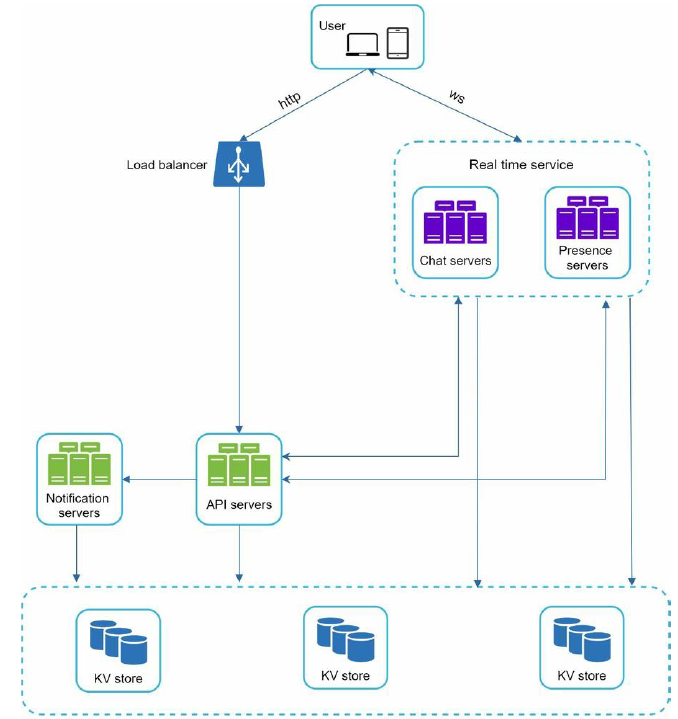 User
http
ws
Load balancer
Real time service
Chat servers
Presence
servers
Notification
servers
API servers
KV store
KV store
KV store